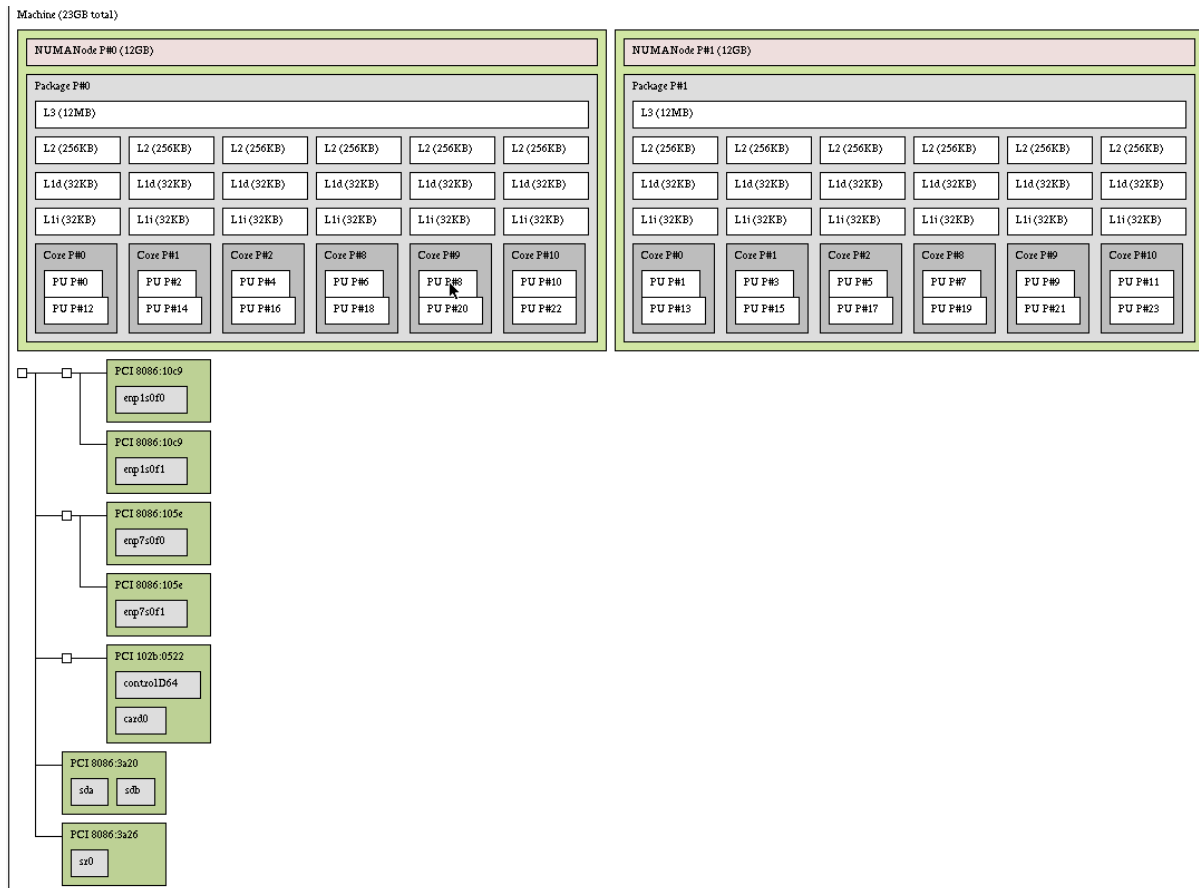 Machine (23GB total)
NUMANode P#0 (12GB)
Package P#0
L3 (12MB)
L2 (256KB) L2 (256KB) L2 (256KB) L2 (256KB) L2 (256KB) L2 (256KB)
L1d (32KB) L1d (32KB) L1d (32KB) L1d (32KB) L1d (32KB) L1d (32KB)
L1i (32KB) L1i (32KB) L1i (32KB) L1i (32KB) L1i (32KB) L1i (32KB)
Core P#0 Core P#1 Core P#2 Core P#8 Core P#9 Core P#10
PU P#0 PU P#2 PU P#4 PU P#6 PU P#8 PU P#10
PU P#12 PU P#14 PU P#16 PU P#18 PU P#20 PU P#22
NUMANode P#1 (12GB)
Package P#1
L3 (12MB)
L2 (256KB) L2 (256KB) L2 (256KB) L2 (256KB) L2 (256KB) L2 (256KB)
L1d (32KB) L1d (32KB) L1d (32KB) L1d (32KB) L1d (32KB) L1d (32KB)
L1i (32KB) L1i (32KB) L1i (32KB) L1i (32KB) L1i (32KB) L1i (32KB)
Core P#0 Core P#1 Core P#2 Core P#8 Core P#9 Core P#10
PU P#1 PU P#3 PU P#5 PU P#7 PU P#9 PU P#11
PU P#13 PU P#15 PU P#17 PU P#19 PU P#21 PU P#23
PCI 8086:10c9
enp1s0f0
PCI 8086:10c9
enp1s0f1
PCI 8086:105e
enp7s0f0
PCI 8086:105e
enp7s0f1
PCI 102b:0522
controlD64
card0
PCI 8086:3a20
sda sdb
PCI 8086:3a26
sr0